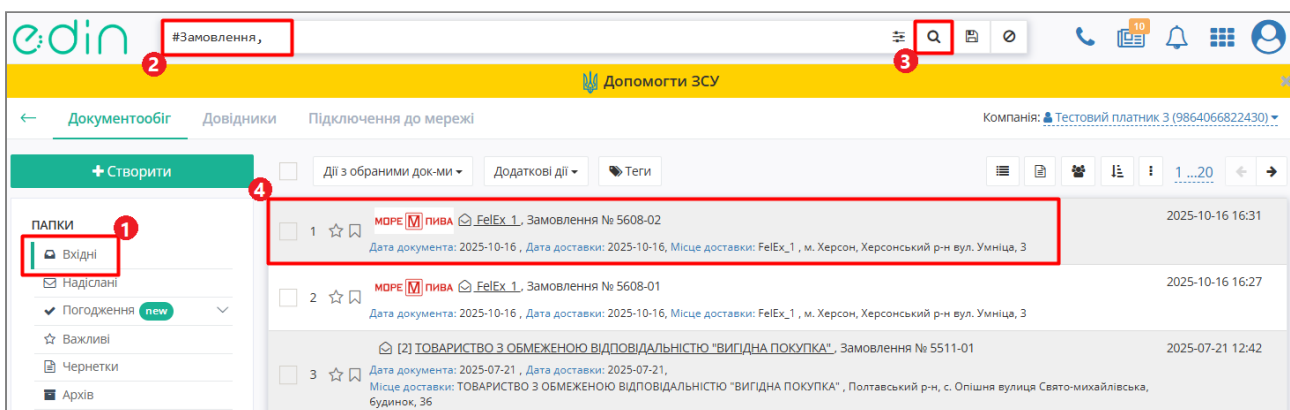 edin
#Замовлення,
2
3
10
Допомогти ЗСУ
← Документообіг Довідники Підключення до мережі Компанія: Тестовий платник 3 (9864066822430)
+ Створити
Дії з обраними док-ми Додаткові дії Теги 1 ...20
4
ПАПКИ
1
Вхідні
Надіслані
Погодження new
Важливі
Чернетки
Архів
1 МОРЕ М ПИВА FelEx_1 , Замовлення № 5608-02 2025-10-16 16:31
Дата документа: 2025-10-16 , Дата доставки: 2025-10-16, Місце доставки: FelEx_1 , м. Херсон, Херсонський р-н вул. Умніца, 3
2 МОРЕ М ПИВА FelEx_1 , Замовлення № 5608-01 2025-10-16 16:27
Дата документа: 2025-10-16 , Дата доставки: 2025-10-16, Місце доставки: FelEx_1 , м. Херсон, Херсонський р-н вул. Умніца, 3
[2] ТОВАРИСТВО З ОБМЕЖЕНОЮ ВІДПОВІДАЛЬНІСТЮ "ВИГІДНА ПОКУПКА" , Замовлення № 5511-01 2025-07-21 12:42
3 Дата документа: 2025-07-21 , Дата доставки: 2025-07-21,
Місце доставки: ТОВАРИСТВО З ОБМЕЖЕНОЮ ВІДПОВІДАЛЬНІСТЮ "ВИГІДНА ПОКУПКА" , Полтавський р-н, с. Опішня вулиця Свято-михайлівська,
будинок, 36